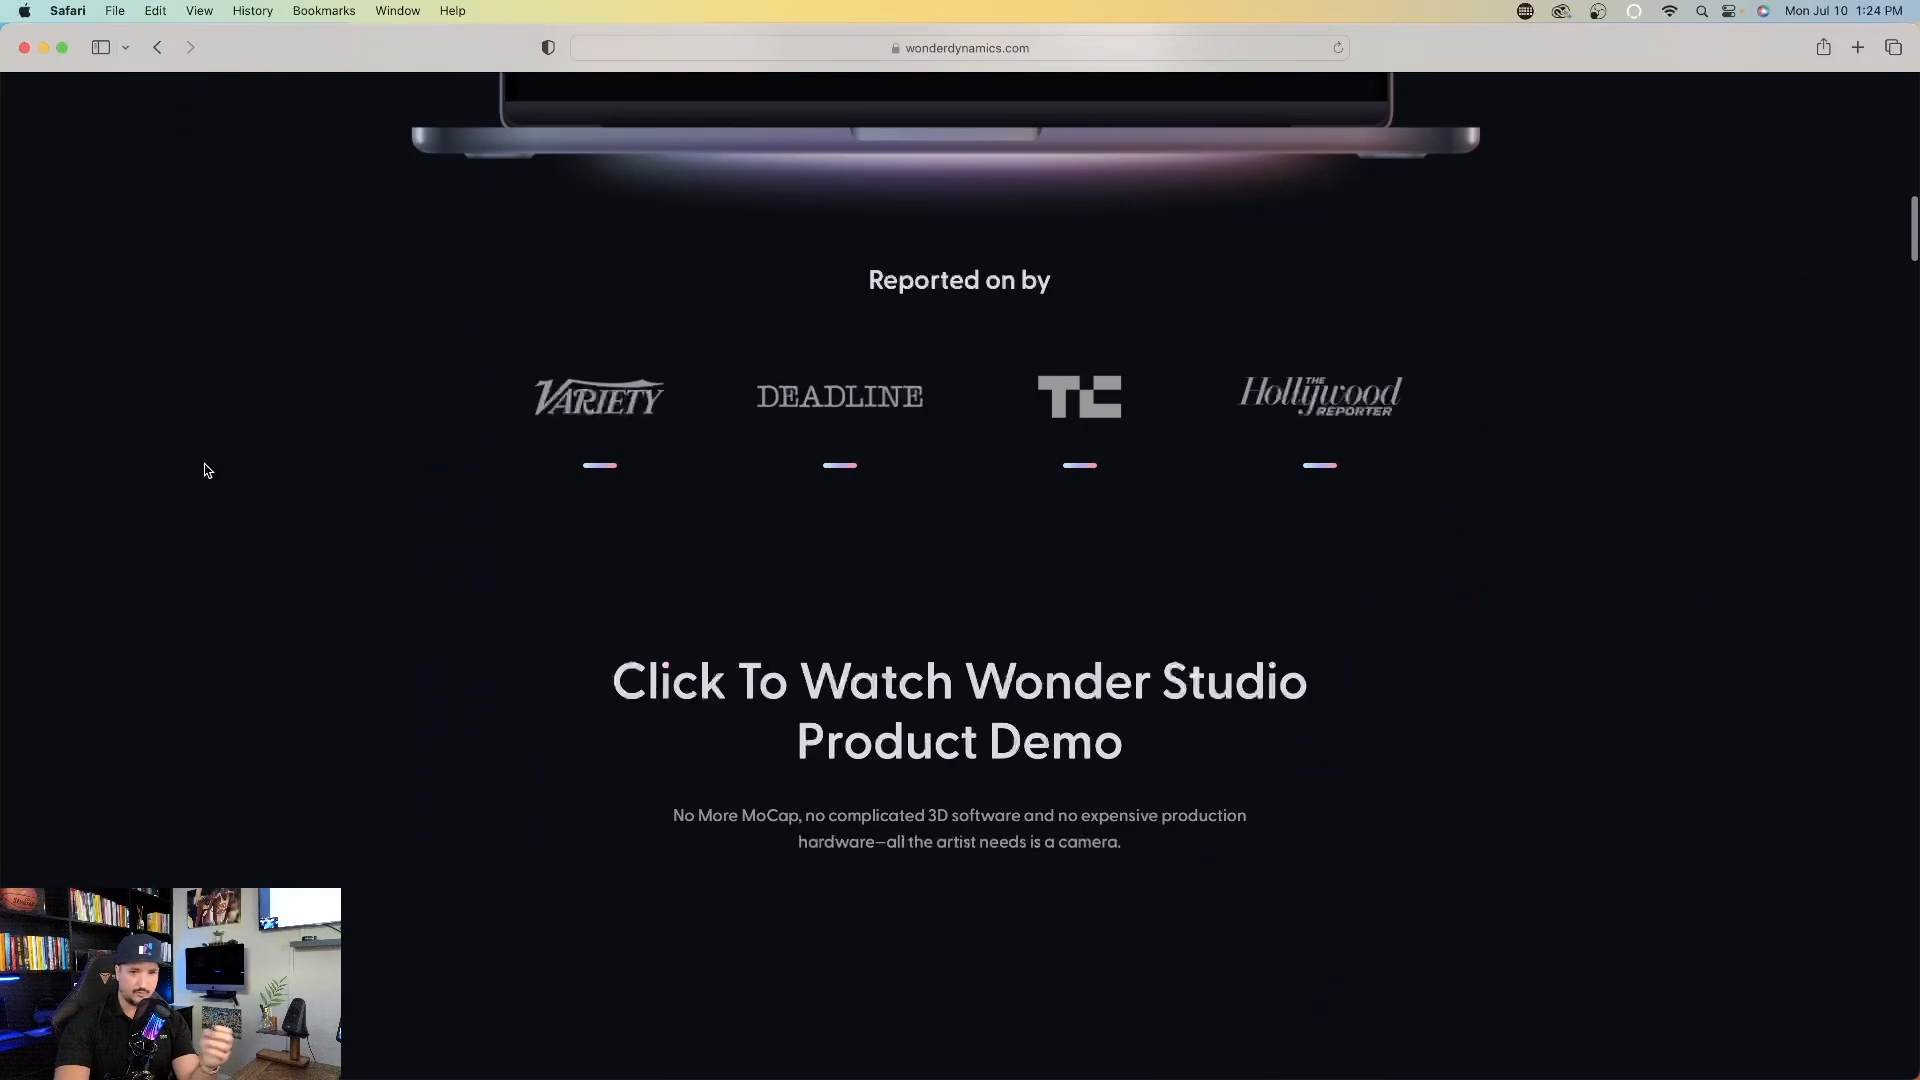 Safari File Edit View History Bookmarks Window Help Mon Jul 10 1:24 PM
wonderdynamics.com
Reported on by
VARIETY DEADLINE TC The Hollywood REPORTER
Click To Watch Wonder Studio
Product Demo
No More MoCap, no complicated 3D software and no expensive production
hardware—all the artist needs is a camera.